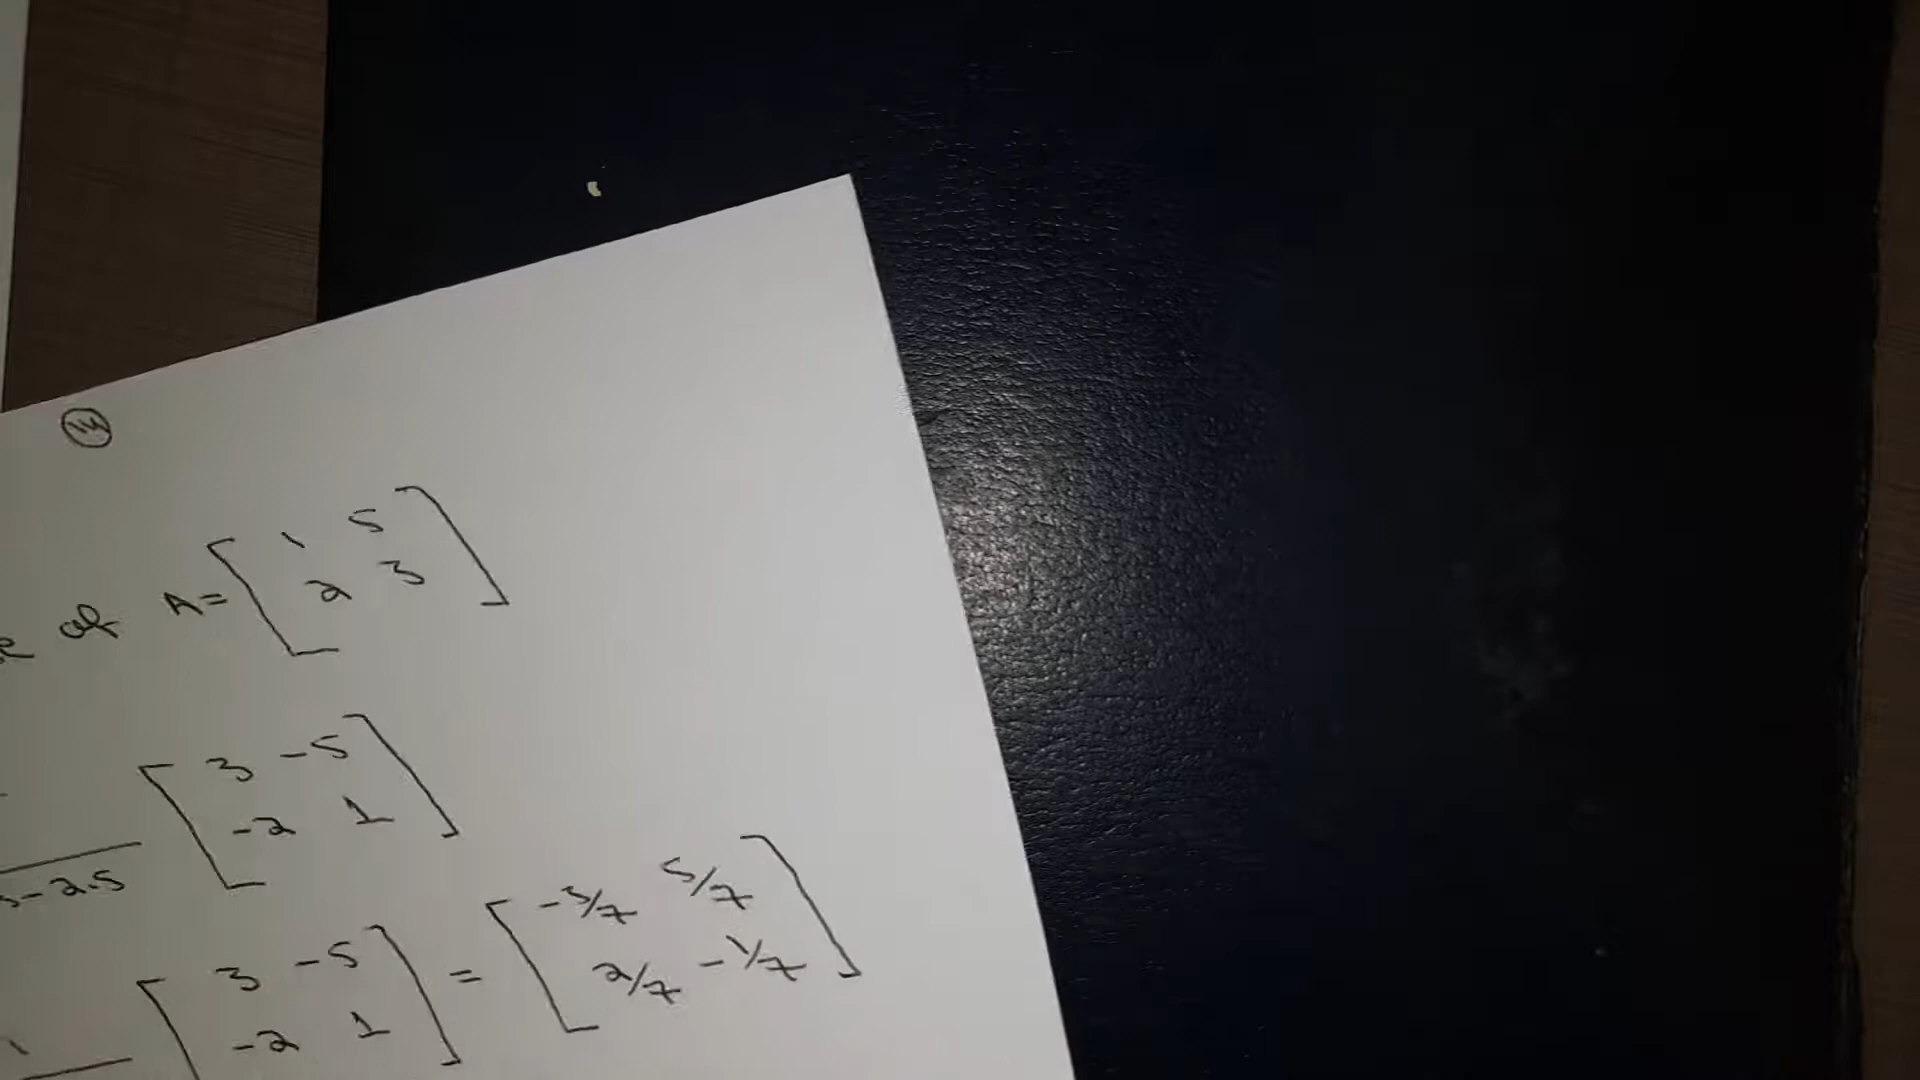 of A = [ 1 5
2 3 ]
[ 3 -5
-2 1 ]
-2.5
[ 3 -5
-2 1 ] = [ -3/7 5/7
2/7 -1/7 ]